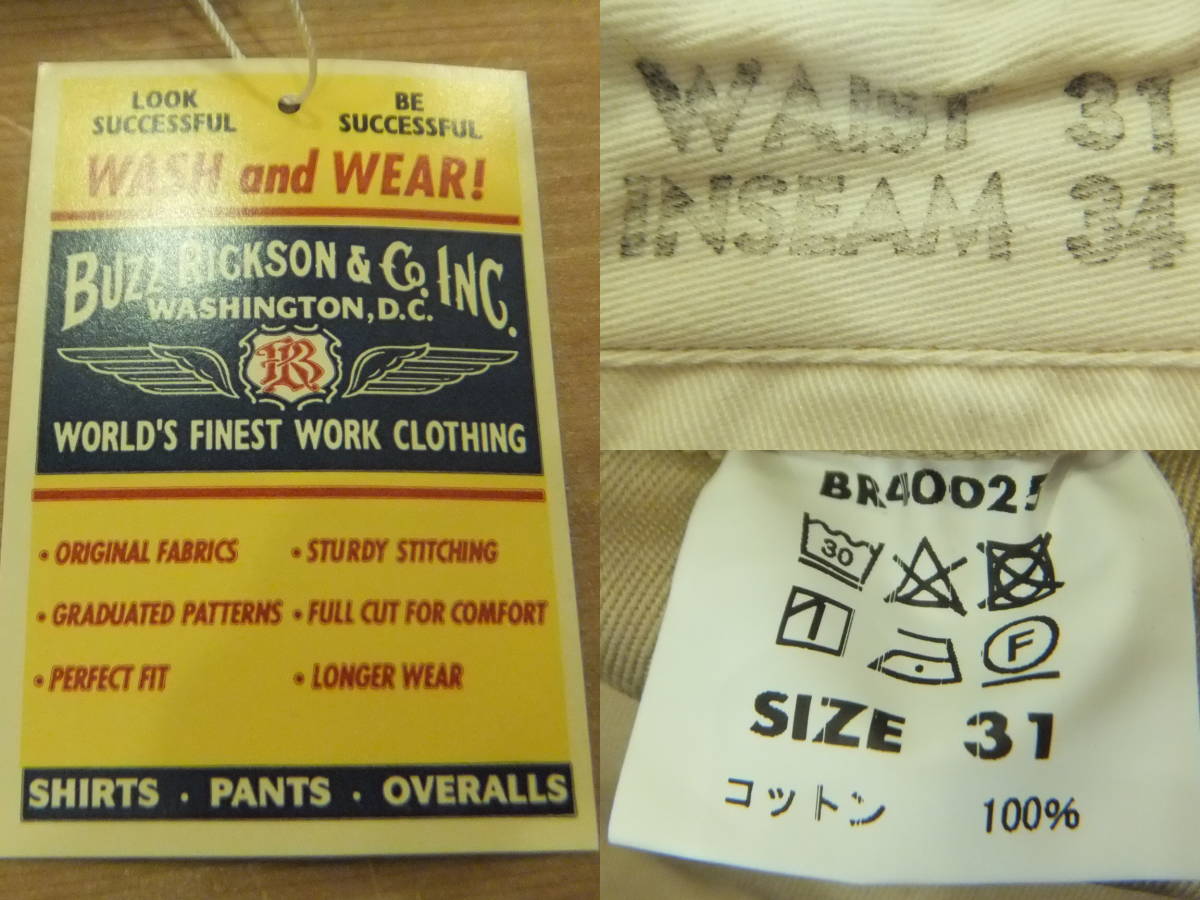 LOOK SUCCESSFUL
BE SUCCESSFUL
WASH and WEAR!
BUZZ RICKSON & Co. INC.
WASHINGTON, D.C.
BR
WORLD'S FINEST WORK CLOTHING
• ORIGINAL FABRICS
• STURDY STITCHING
• GRADUATED PATTERNS
• FULL CUT FOR COMFORT
• PERFECT FIT
• LONGER WEAR
SHIRTS · PANTS · OVERALLS
WAIST 31
INSEAM 34
BR40025
30
F
SIZE 31
コットン 100%